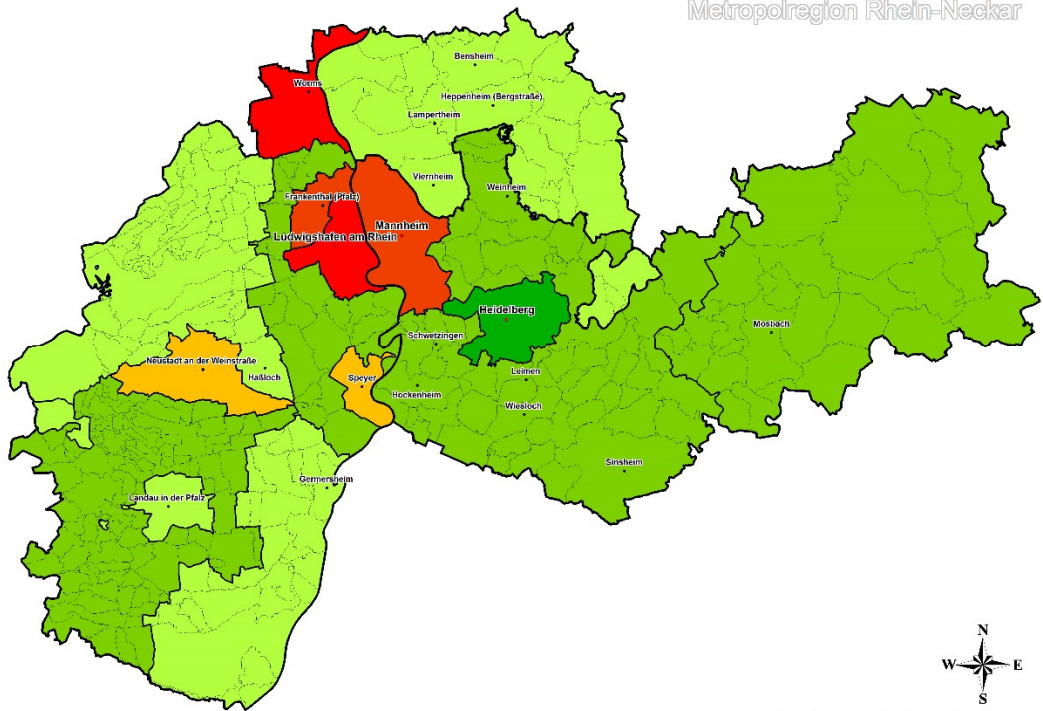 Metropolregion Rhein-Neckar
Bensheim
Worms
Heppenheim (Bergstraße)
Lampertheim
Viernheim
Weinheim
Frankenthal (Pfalz)
Mannheim
Ludwigshafen am Rhein
Heidelberg
Mosbach
Schwetzingen
Neustadt an der Weinstraße
Haßloch
Leimen
Speyer
Hockenheim
Wiesloch
Sinsheim
Germersheim
Landau in der Pfalz
N
W E
S